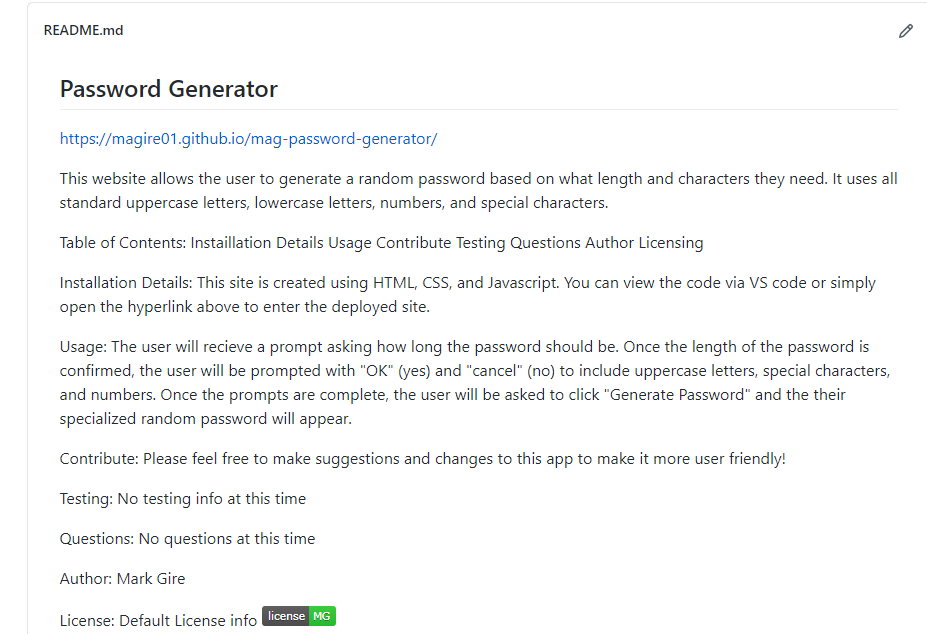 README.md
Password Generator
https://magire01.github.io/mag-password-generator/
This website allows the user to generate a random password based on what length and characters they need. It uses all
standard uppercase letters, lowercase letters, numbers, and special characters.
Table of Contents: Instaillation Details Usage Contribute Testing Questions Author Licensing
Installation Details: This site is created using HTML, CSS, and Javascript. You can view the code via VS code or simply
open the hyperlink above to enter the deployed site.
Usage: The user will recieve a prompt asking how long the password should be. Once the length of the password is
confirmed, the user will be prompted with "OK" (yes) and "cancel" (no) to include uppercase letters, special characters,
and numbers. Once the prompts are complete, the user will be asked to click "Generate Password" and the their
specialized random password will appear.
Contribute: Please feel free to make suggestions and changes to this app to make it more user friendly!
Testing: No testing info at this time
Questions: No questions at this time
Author: Mark Gire
License: Default License info license MG